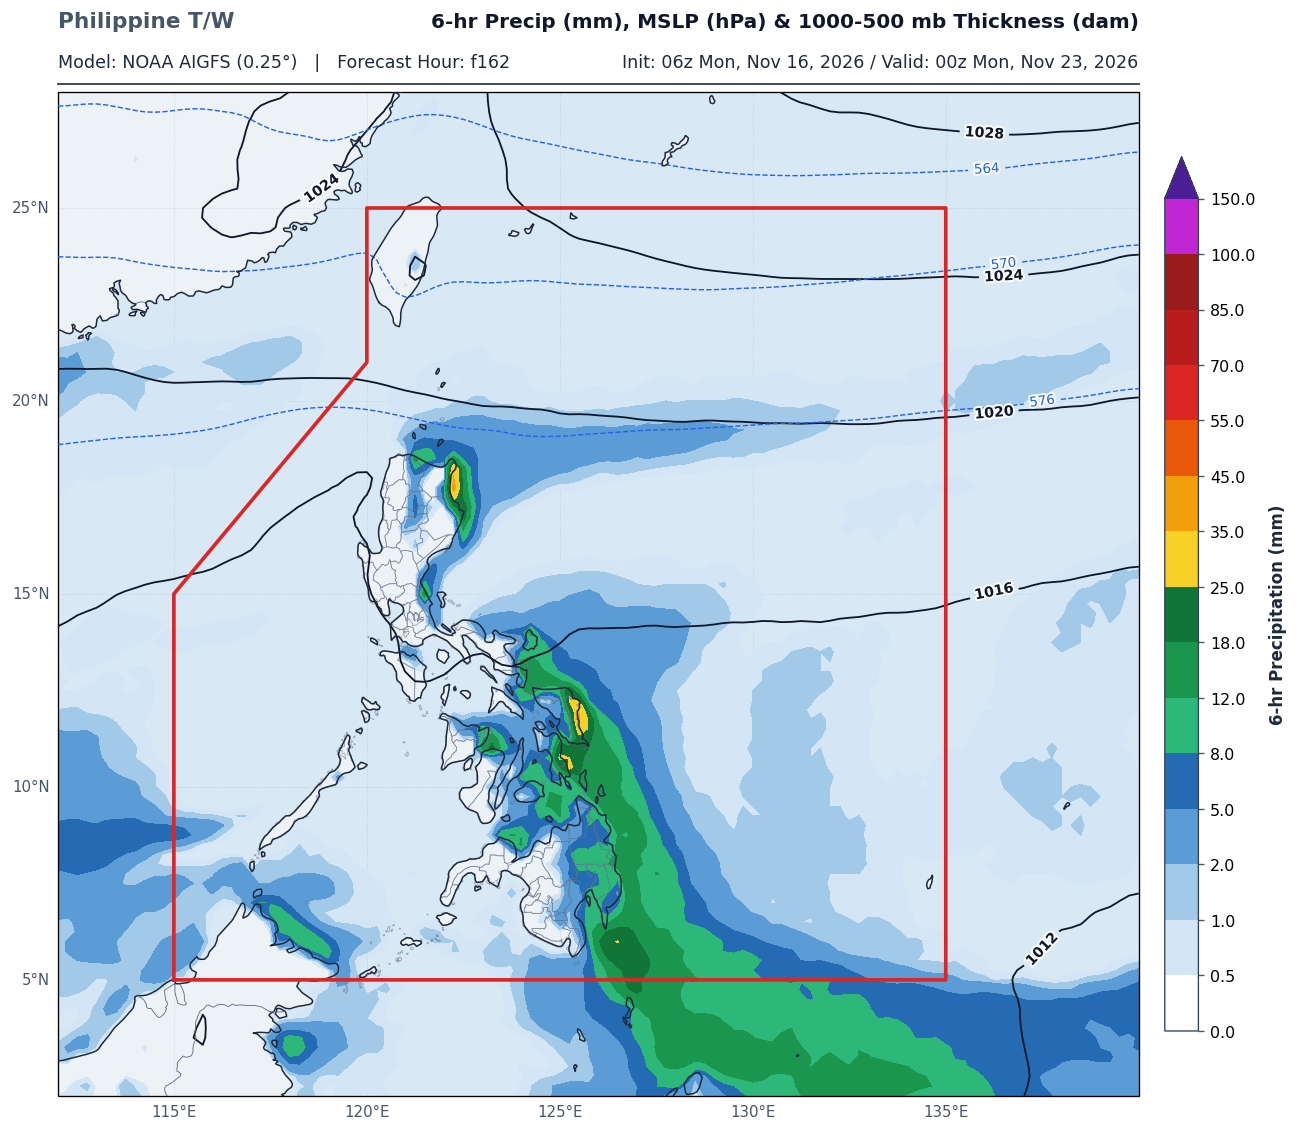 Philippine T/W
6-hr Precip (mm), MSLP (hPa) & 1000-500 mb Thickness (dam)
Model: NOAA AIGFS (0.25°) | Forecast Hour: f162
Init: 06z Mon, Nov 16, 2026 / Valid: 00z Mon, Nov 23, 2026
1028
564
1024
25°N
570
1024
20°N
576
1020
15°N
1016
10°N
1012
5°N
115°E
120°E
125°E
130°E
135°E
150.0
100.0
85.0
70.0
55.0
45.0
35.0
25.0
18.0
12.0
8.0
5.0
2.0
1.0
0.5
0.0
6-hr Precipitation (mm)